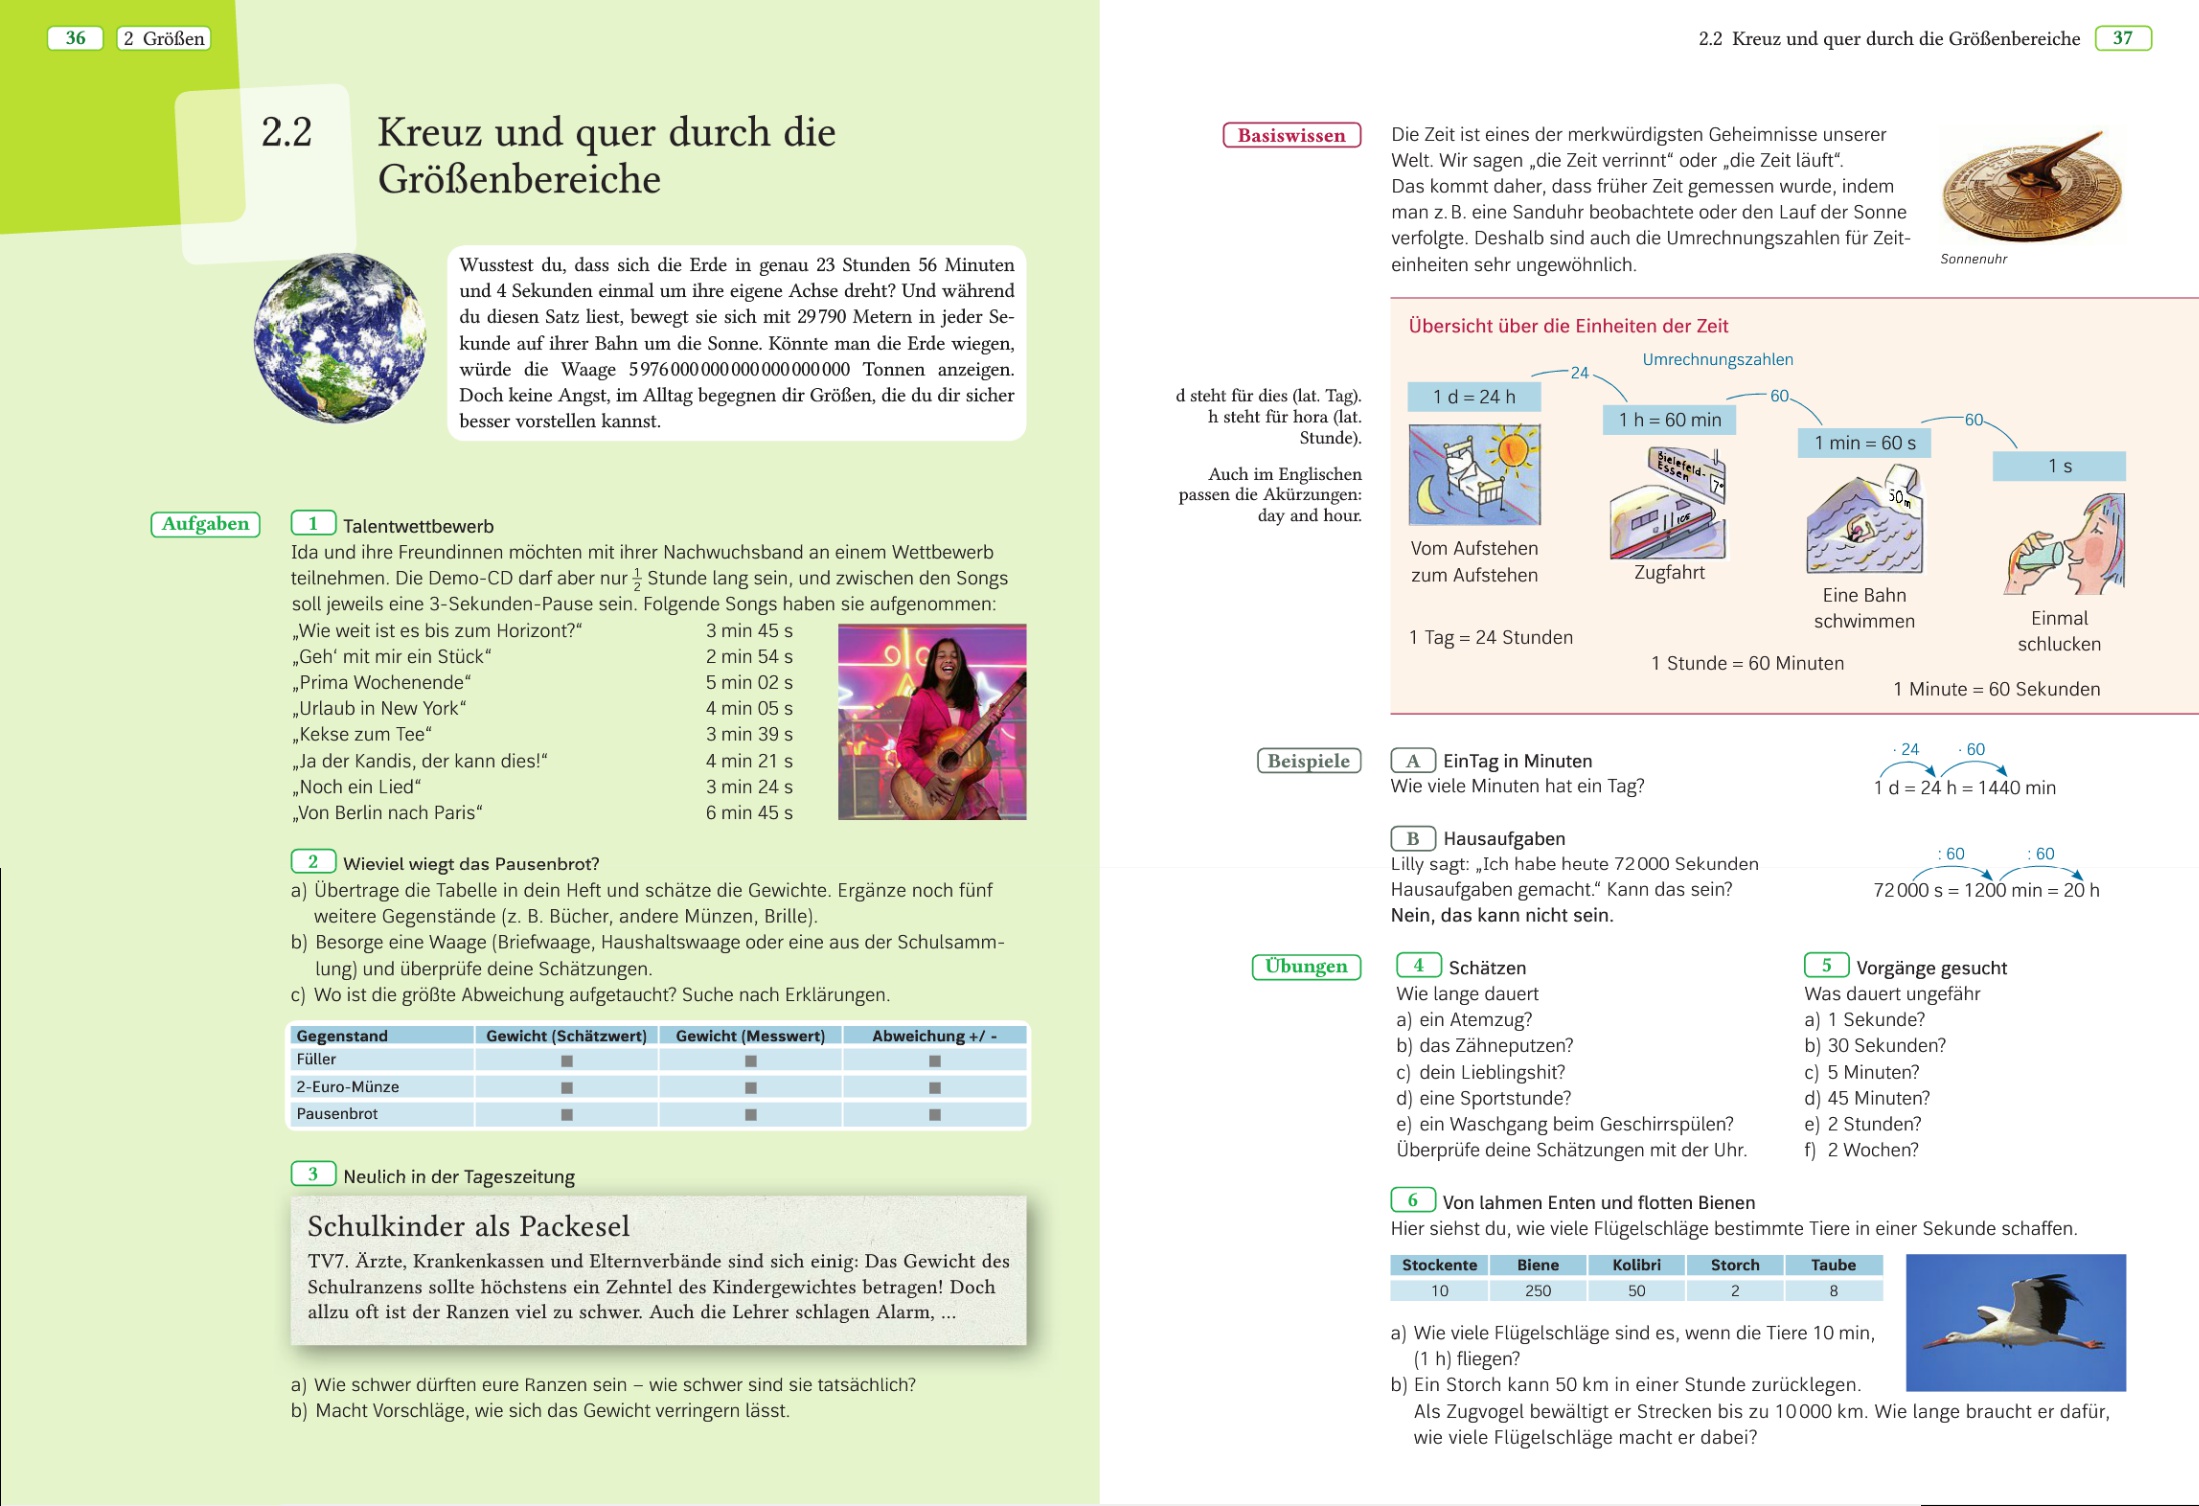 36 2 Größen
2.2 Kreuz und quer durch die
Größenbereiche
Wusstest du, dass sich die Erde in genau 23 Stunden 56 Minuten
und 4 Sekunden einmal um ihre eigene Achse dreht? Und während
du diesen Satz liest, bewegt sie sich mit 29 790 Metern in jeder Se-
kunde auf ihrer Bahn um die Sonne. Könnte man die Erde wiegen,
würde die Waage 5 976 000 000 000 000 000 000 Tonnen anzeigen.
Doch keine Angst, im Alltag begegnen dir Größen, die du dir sicher
besser vorstellen kannst.
Aufgaben
1 Talentwettbewerb
Ida und ihre Freundinnen möchten mit ihrer Nachwuchsband an einem Wettbewerb
teilnehmen. Die Demo-CD darf aber nur 1/2 Stunde lang sein, und zwischen den Songs
soll jeweils eine 3-Sekunden-Pause sein. Folgende Songs haben sie aufgenommen:
„Wie weit ist es bis zum Horizont?“ 3 min 45 s
„Geh‘ mit mir ein Stück“ 2 min 54 s
„Prima Wochenende“ 5 min 02 s
„Urlaub in New York“ 4 min 05 s
„Kekse zum Tee“ 3 min 39 s
„Ja der Kandis, der kann dies!“ 4 min 21 s
„Noch ein Lied“ 3 min 24 s
„Von Berlin nach Paris“ 6 min 45 s
2 Wieviel wiegt das Pausenbrot?
a) Übertrage die Tabelle in dein Heft und schätze die Gewichte. Ergänze noch fünf
weitere Gegenstände (z. B. Bücher, andere Münzen, Brille).
b) Besorge eine Waage (Briefwaage, Haushaltswaage oder eine aus der Schulsamm-
lung) und überprüfe deine Schätzungen.
c) Wo ist die größte Abweichung aufgetaucht? Suche nach Erklärungen.
Gegenstand Gewicht (Schätzwert) Gewicht (Messwert) Abweichung +/ -
Füller ■ ■ ■
2-Euro-Münze ■ ■ ■
Pausenbrot ■ ■ ■
3 Neulich in der Tageszeitung
Schulkinder als Packesel
TV7. Ärzte, Krankenkassen und Elternverbände sind sich einig: Das Gewicht des
Schulranzens sollte höchstens ein Zehntel des Kindergewichtes betragen! Doch
allzu oft ist der Ranzen viel zu schwer. Auch die Lehrer schlagen Alarm, ...
a) Wie schwer dürften eure Ranzen sein – wie schwer sind sie tatsächlich?
b) Macht Vorschläge, wie sich das Gewicht verringern lässt.
2.2 Kreuz und quer durch die Größenbereiche 37
Basiswissen
Die Zeit ist eines der merkwürdigsten Geheimnisse unserer
Welt. Wir sagen „die Zeit verrinnt“ oder „die Zeit läuft“.
Das kommt daher, dass früher Zeit gemessen wurde, indem
man z. B. eine Sanduhr beobachtete oder den Lauf der Sonne
verfolgte. Deshalb sind auch die Umrechnungszahlen für Zeit-
einheiten sehr ungewöhnlich.
Sonnenuhr
d steht für dies (lat. Tag).
h steht für hora (lat.
Stunde).
Auch im Englischen
passen die Akürzungen:
day and hour.
Übersicht über die Einheiten der Zeit
Umrechnungszahlen
24
60
60
1 d = 24 h
1 h = 60 min
1 min = 60 s
1 s
Bielefeld-
Essen
7
ICE
50 m
Vom Aufstehen
zum Aufstehen
Zugfahrt
Eine Bahn
schwimmen
Einmal
schlucken
1 Tag = 24 Stunden
1 Stunde = 60 Minuten
1 Minute = 60 Sekunden
Beispiele
A EinTag in Minuten
Wie viele Minuten hat ein Tag?
· 24 · 60
1 d = 24 h = 1440 min
B Hausaufgaben
Lilly sagt: „Ich habe heute 72 000 Sekunden
Hausaufgaben gemacht.“ Kann das sein?
Nein, das kann nicht sein.
: 60 : 60
72 000 s = 1200 min = 20 h
Übungen
4 Schätzen
Wie lange dauert
a) ein Atemzug?
b) das Zähneputzen?
c) dein Lieblingshit?
d) eine Sportstunde?
e) ein Waschgang beim Geschirrspülen?
Überprüfe deine Schätzungen mit der Uhr.
5 Vorgänge gesucht
Was dauert ungefähr
a) 1 Sekunde?
b) 30 Sekunden?
c) 5 Minuten?
d) 45 Minuten?
e) 2 Stunden?
f) 2 Wochen?
6 Von lahmen Enten und flotten Bienen
Hier siehst du, wie viele Flügelschläge bestimmte Tiere in einer Sekunde schaffen.
Stockente Biene Kolibri Storch Taube
10 250 50 2 8
a) Wie viele Flügelschläge sind es, wenn die Tiere 10 min,
(1 h) fliegen?
b) Ein Storch kann 50 km in einer Stunde zurücklegen.
Als Zugvogel bewältigt er Strecken bis zu 10 000 km. Wie lange braucht er dafür,
wie viele Flügelschläge macht er dabei?